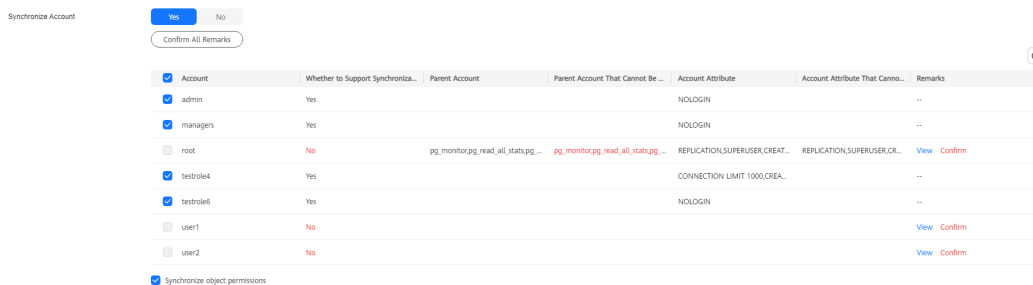 Synchronize Account Yes No
Confirm All Remarks
Account Whether to Support Synchroniza... Parent Account Parent Account That Cannot Be ... Account Attribute Account Attribute That Canno... Remarks
admin Yes NOLOGIN --
managers Yes NOLOGIN --
root No pg_monitor,pg_read_all_stats,pg_... pg_monitor,pg_read_all_stats,pg_... REPLICATION,SUPERUSER,CREAT... REPLICATION,SUPERUSER,CR... View Confirm
testrole4 Yes CONNECTION LIMIT 1000,CREA... --
testrole6 Yes NOLOGIN --
user1 No View Confirm
user2 No View Confirm
Synchronize object permissions